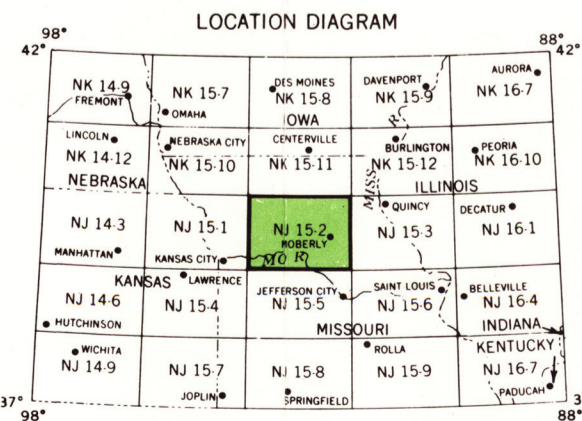 LOCATION DIAGRAM
98°
88°
42°
42°
NK 14·9
FREMONT
NK 15·7
OMAHA
DES MOINES
NK 15·8
IOWA
DAVENPORT
NK 15·9
AURORA
NK 16·7
LINCOLN
NK 14·12
NEBRASKA
NEBRASKA CITY
NK 15·10
CENTERVILLE
NK 15·11
BURLINGTON
NK 15·12
PEORIA
NK 16·10
MISS. R
ILLINOIS
NJ 14·3
MANHATTAN
NJ 15·1
KANSAS CITY
NJ 15·2
MOBERLY
MO R
QUINCY
NJ 15·3
DECATUR
NJ 16·1
KANSAS
NJ 14·6
HUTCHINSON
LAWRENCE
NJ 15·4
JEFFERSON CITY
NJ 15·5
MISSOURI
SAINT LOUIS
NJ 15·6
BELLEVILLE
NJ 16·4
INDIANA
KENTUCKY
WICHITA
NJ 14·9
NJ 15·7
JOPLIN
NJ 15·8
SPRINGFIELD
ROLLA
NJ 15·9
NJ 16·7
PADUCAH
37°
3
98°
88°